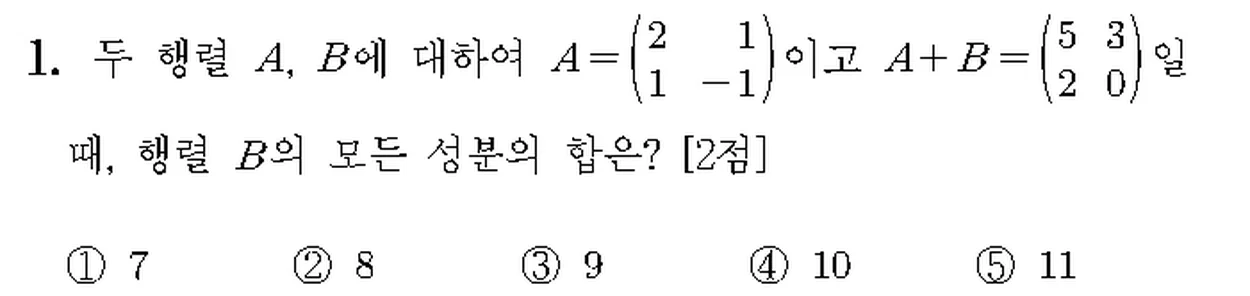 1. 두 행렬 A, B에 대하여 A=(2 1
1 -1)이고 A+B=(5 3
2 0)일
때, 행렬 B의 모든 성분의 합은? [2점]
① 7 ② 8 ③ 9 ④ 10 ⑤ 11